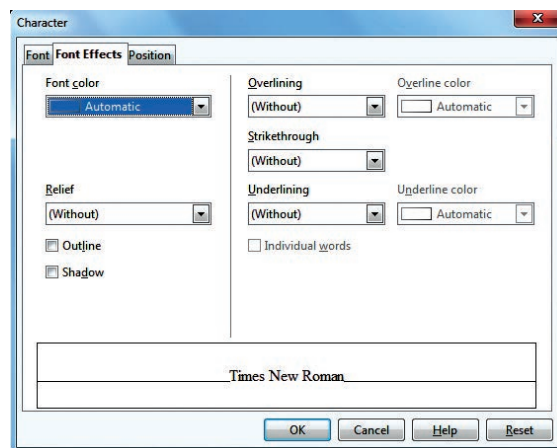 Character
Font Font Effects Position
Font color
Automatic
Overlining
Overline color
(Without)
Automatic
Strikethrough
(Without)
Relief
(Without)
Underlining
Underline color
(Without)
Automatic
Outline
Individual words
Shadow
Times New Roman
OK Cancel Help Reset